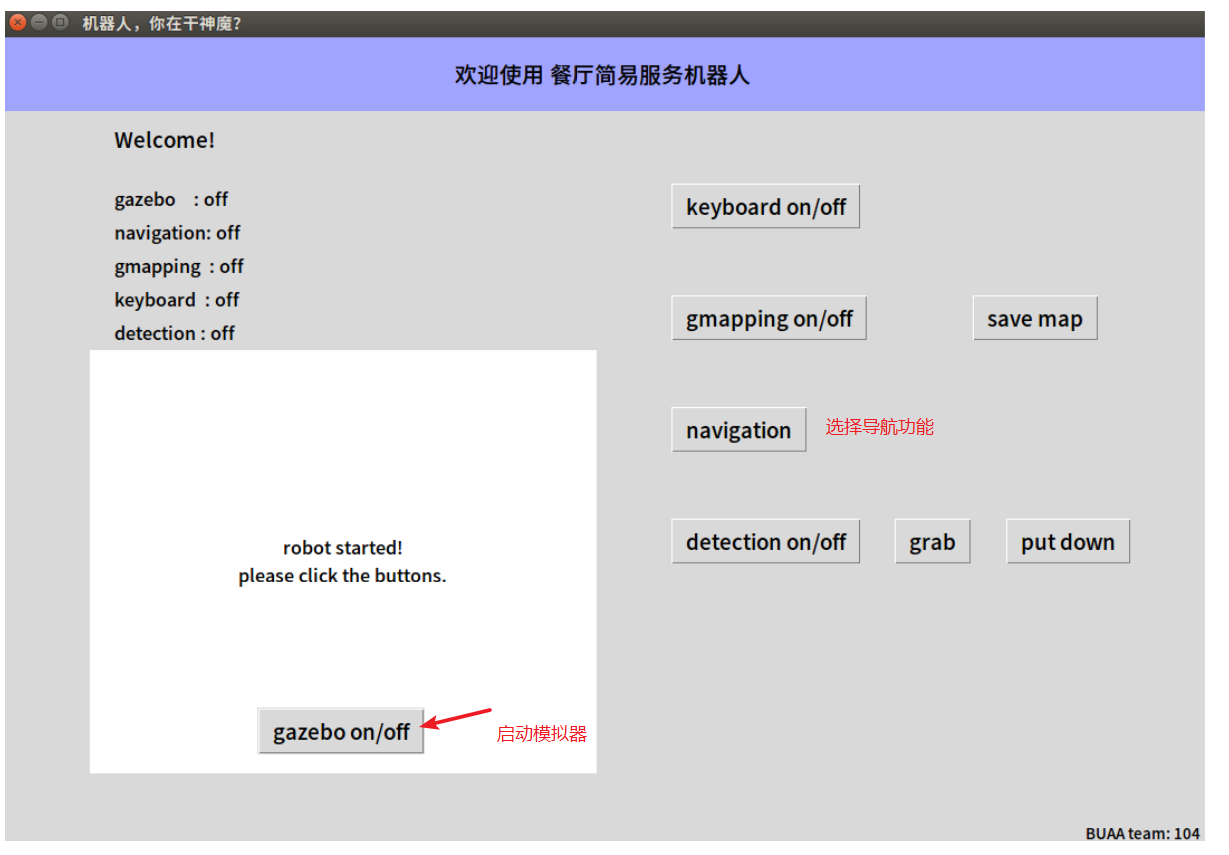 机器人，你在干神魔?
欢迎使用 餐厅简易服务机器人
Welcome!
gazebo : off
navigation: off
gmapping : off
keyboard : off
detection : off
robot started!
please click the buttons.
gazebo on/off
启动模拟器
keyboard on/off
gmapping on/off
save map
navigation
选择导航功能
detection on/off
grab
put down
BUAA team: 104